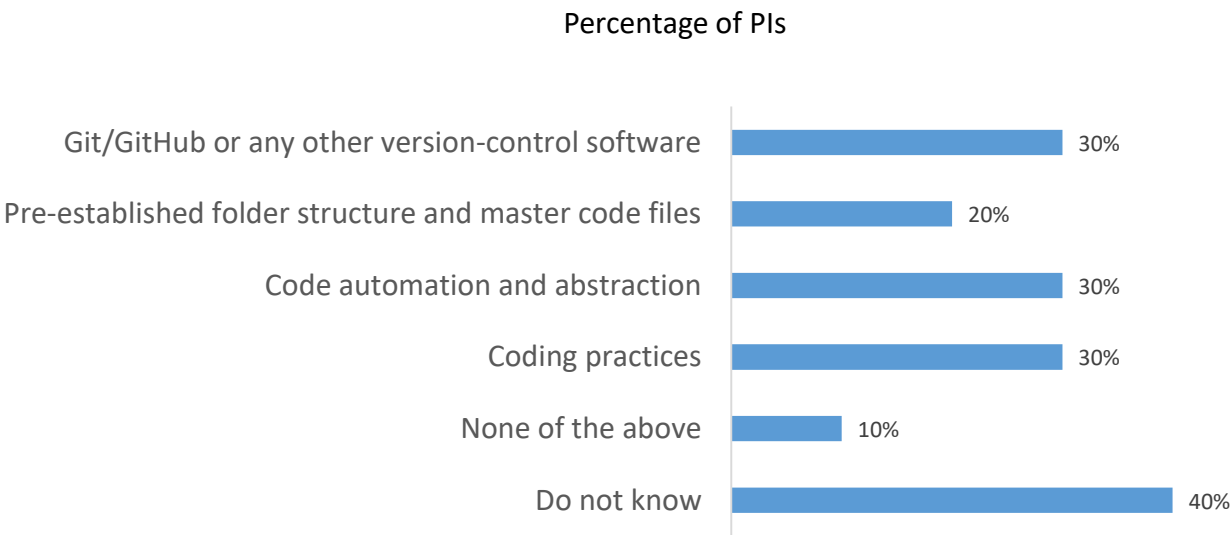 Percentage of PIs
Git/GitHub or any other version-control software 30%
Pre-established folder structure and master code files 20%
Code automation and abstraction 30%
Coding practices 30%
None of the above 10%
Do not know 40%